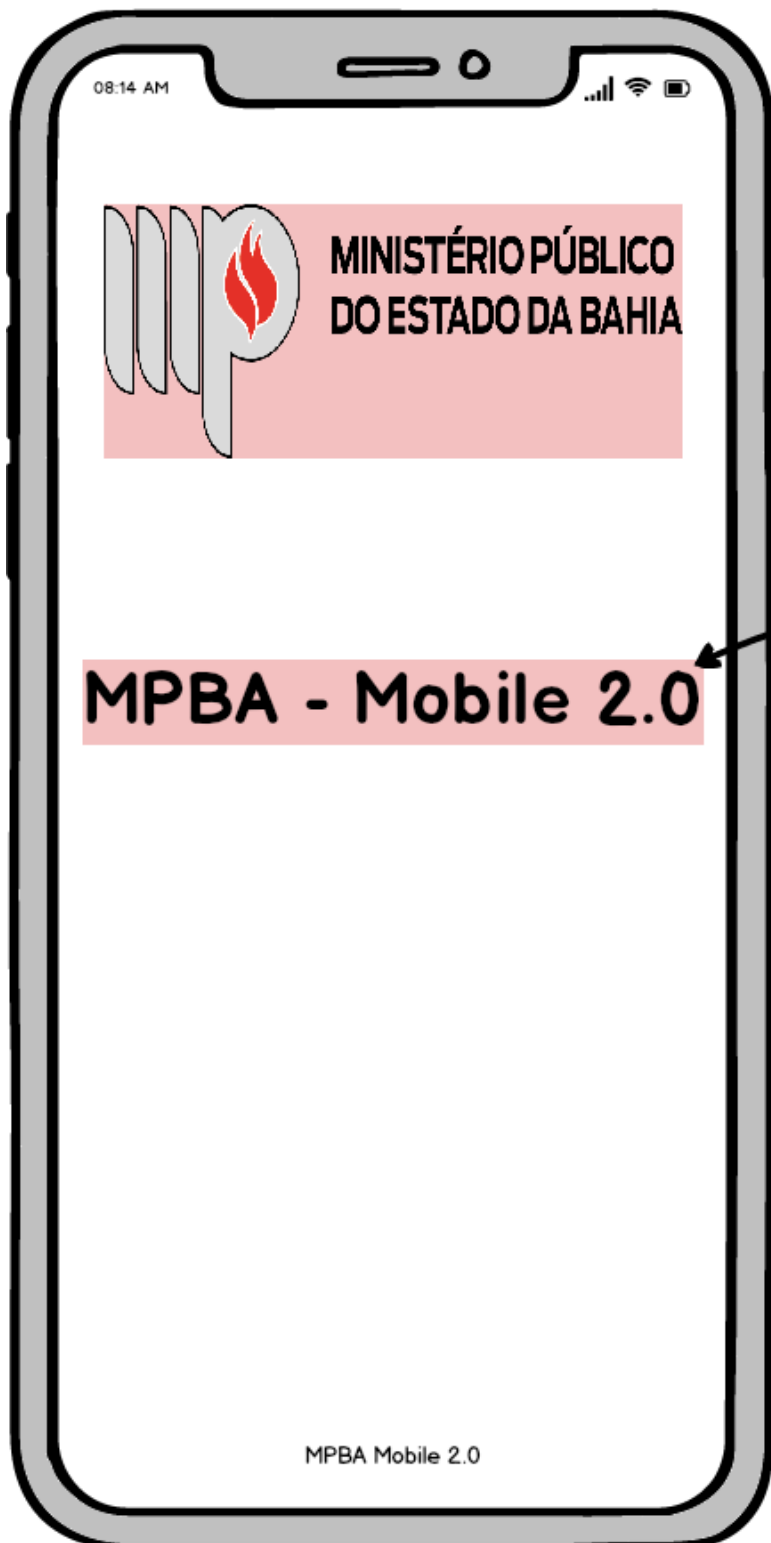 08:14 AM
MINISTÉRIO PÚBLICO
DO ESTADO DA BAHIA
MPBA - Mobile 2.0
MPBA Mobile 2.0